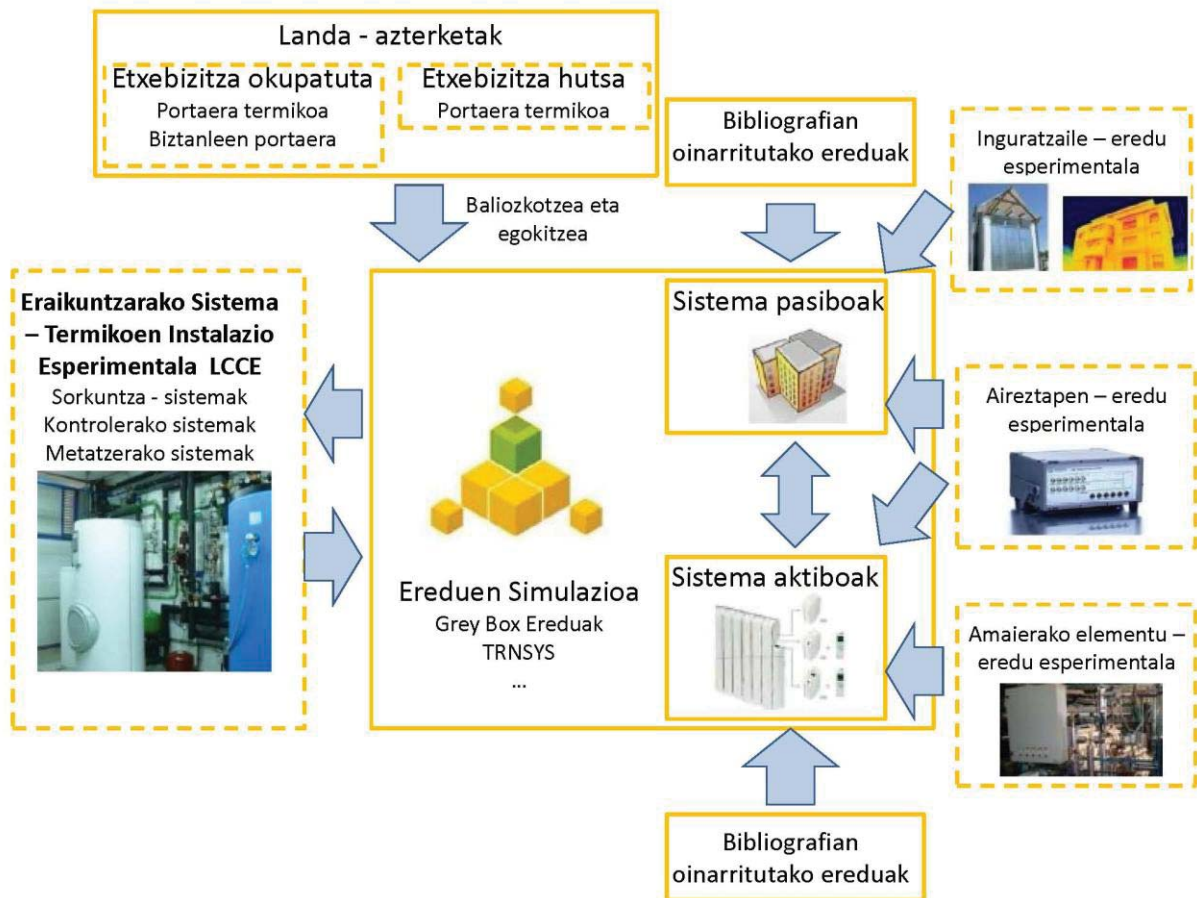 Landa - azterketak
Etxebizitza okupatuta
Portaera termikoa
Biztanleen portaera
Etxebizitza hutsa
Portaera termikoa
Bibliografian
oinarritutako ereduak
Inguratzaile – eredu
esperimentala
Baliozkotzea eta
egokitzea
Eraikuntzarako Sistema
– Termikoen Instalazio
Esperimentala LCCE
Sorkuntza - sistemak
Kontrolerako sistemak
Metatzerako sistemak
Sistema pasiboak
Aireztapen – eredu
esperimentala
Ereduen Simulazioa
Grey Box Ereduak
TRNSYS
...
Sistema aktiboak
Amaierako elementu –
eredu esperimentala
Bibliografian
oinarritutako ereduak